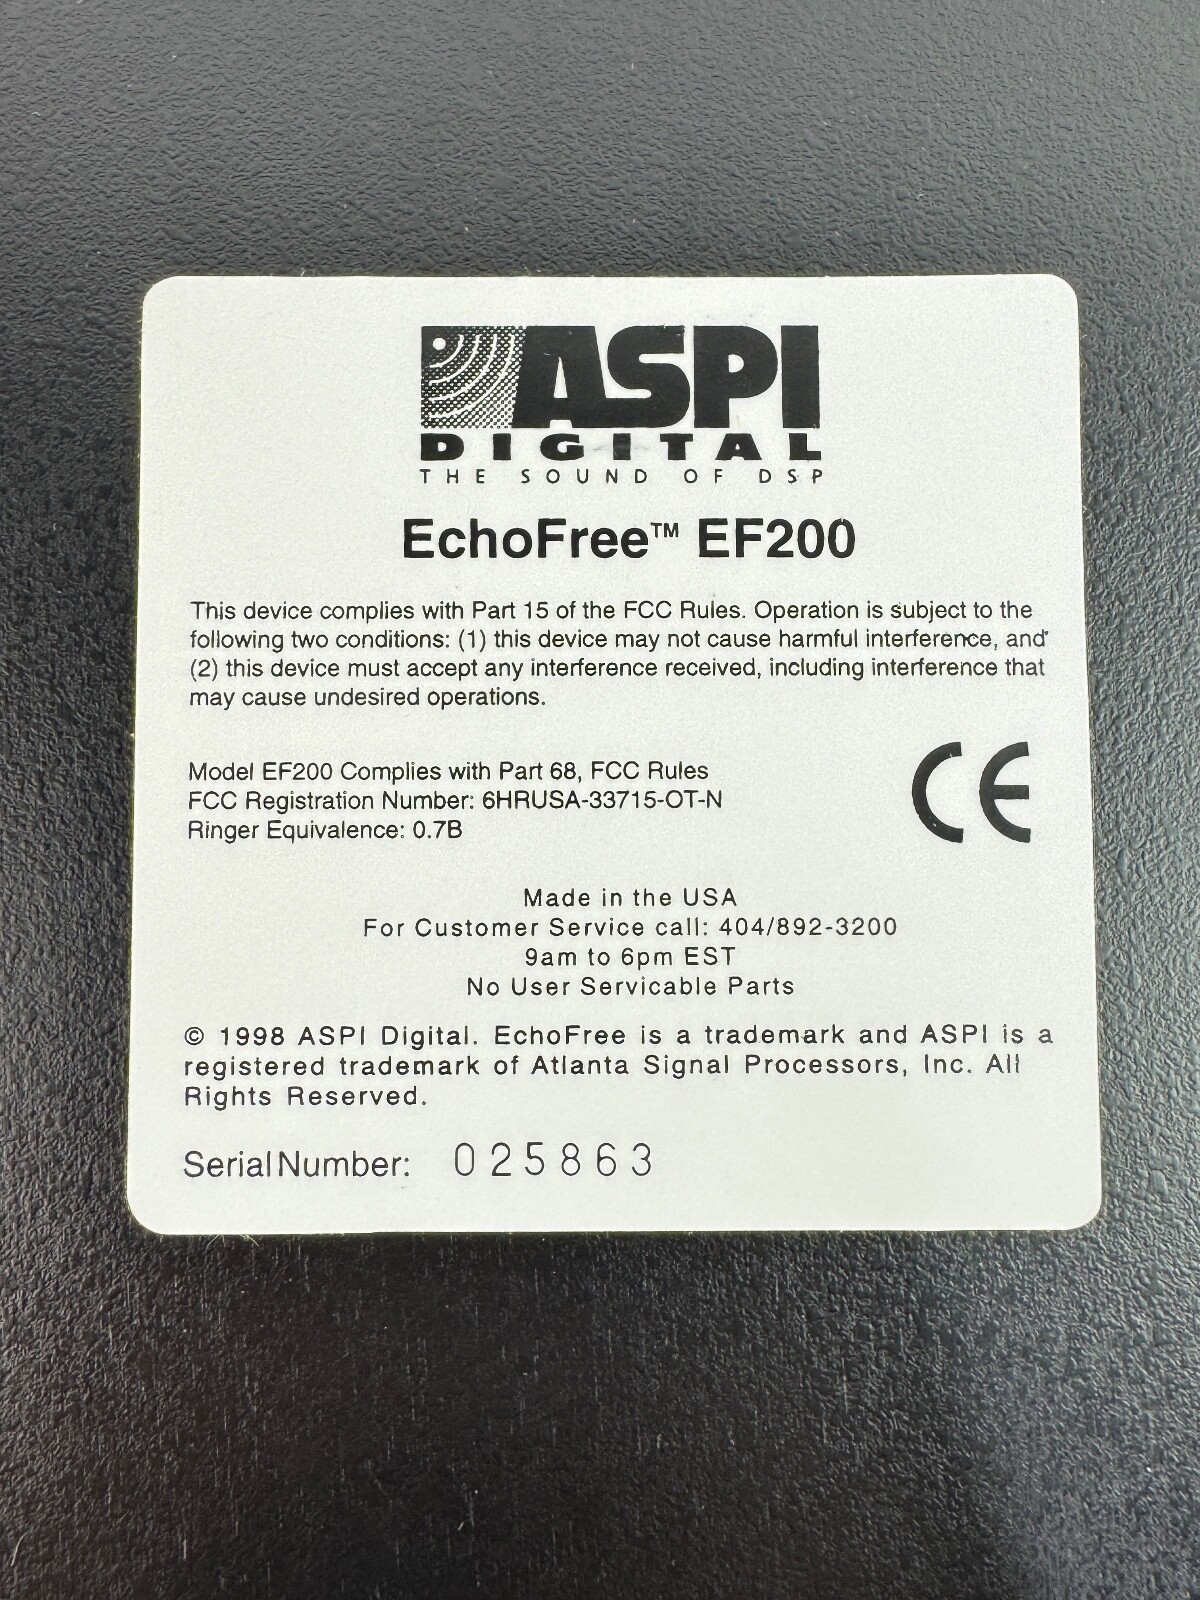 ASPI
DIGITAL
THE SOUND OF DSP
EchoFree™ EF200
This device complies with Part 15 of the FCC Rules. Operation is subject to the
following two conditions: (1) this device may not cause harmful interference, and
(2) this device must accept any interference received, including interference that
may cause undesired operations.
Model EF200 Complies with Part 68, FCC Rules
FCC Registration Number: 6HRUSA-33715-OT-N
Ringer Equivalence: 0.7B
CE
Made in the USA
For Customer Service call: 404/892-3200
9am to 6pm EST
No User Servicable Parts
© 1998 ASPI Digital. EchoFree is a trademark and ASPI is a
registered trademark of Atlanta Signal Processors, Inc. All
Rights Reserved.
Serial Number: 025863